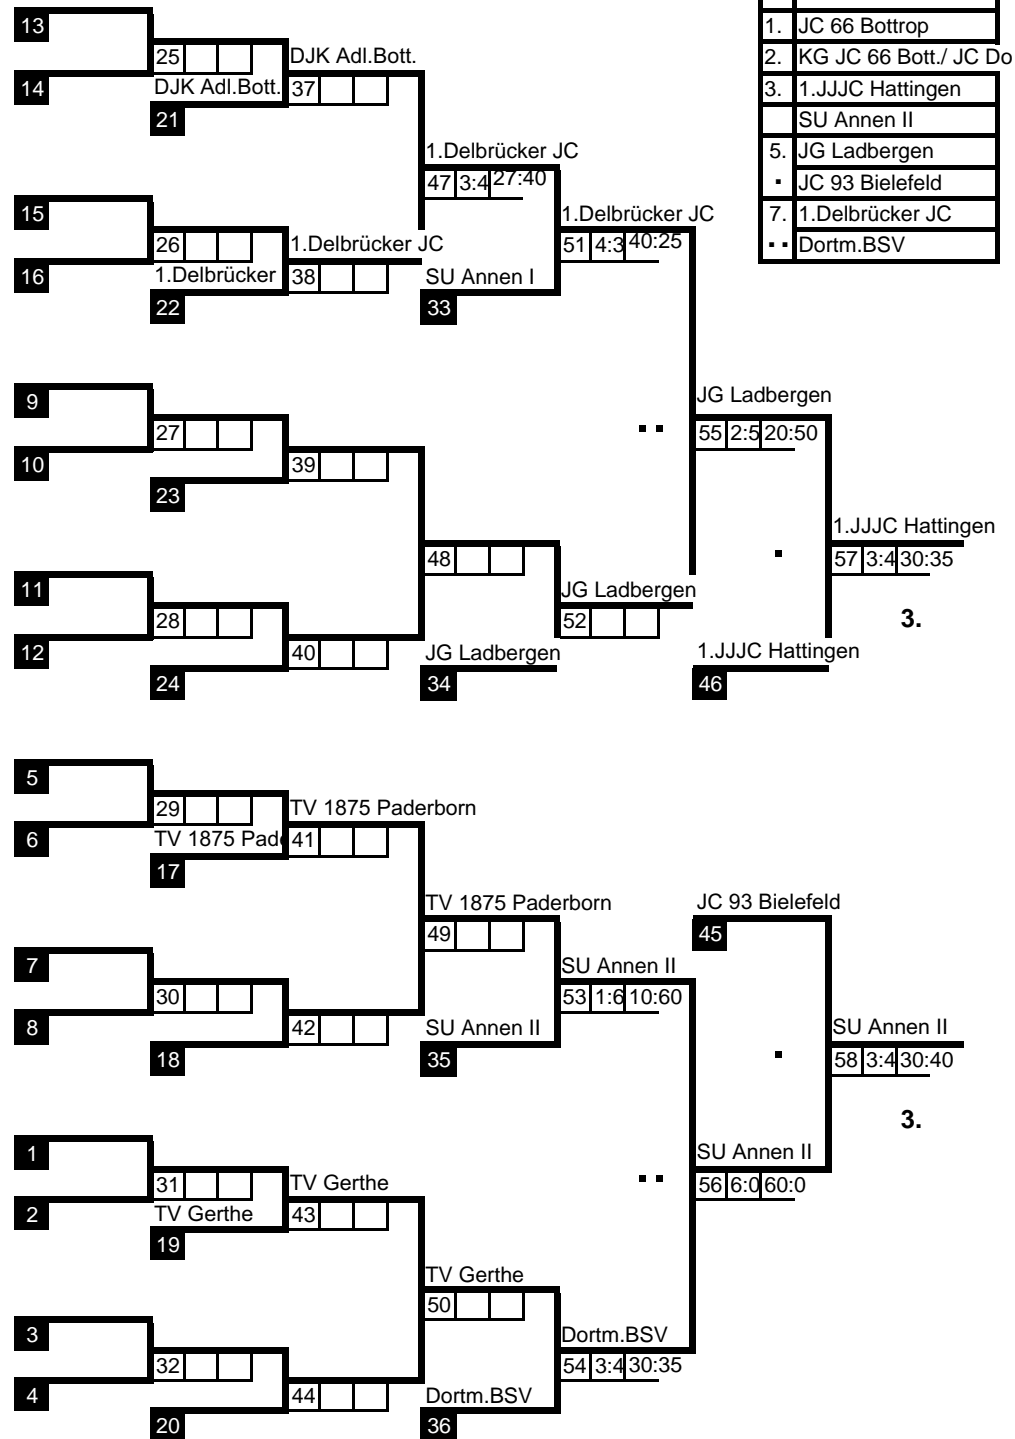 13
1. JC 66 Bottrop
25 DJK Adl.Bott.
2. KG JC 66 Bott./ JC Do
14 DJK Adl.Bott. 37
3. 1.JJJC Hattingen
21
SU Annen II
1.Delbrücker JC
5. JG Ladbergen
47 3:4 27:40
. JC 93 Bielefeld
15
1.Delbrücker JC
7. 1.Delbrücker JC
26 1.Delbrücker JC
51 4:3 40:25
. . Dortm.BSV
16 1.Delbrücker 38
SU Annen I
22
33
9
JG Ladbergen
27
. .
55 2:5 20:50
10
39
23
1.JJJC Hattingen
48
.
57 3:4 30:35
11
JG Ladbergen
28
52
3.
12
40
JG Ladbergen
1.JJJC Hattingen
24
34
46
5
29 TV 1875 Paderborn
6 TV 1875 Pade 41
17
TV 1875 Paderborn
JC 93 Bielefeld
49
45
7
SU Annen II
30
53 1:6 10:60
8
42
SU Annen II
SU Annen II
18
35
.
58 3:4 30:40
3.
1
SU Annen II
31 TV Gerthe
. .
56 6:0 60:0
2 TV Gerthe 43
19
TV Gerthe
50
3
Dortm.BSV
32
54 3:4 30:35
4
44
Dortm.BSV
20
36